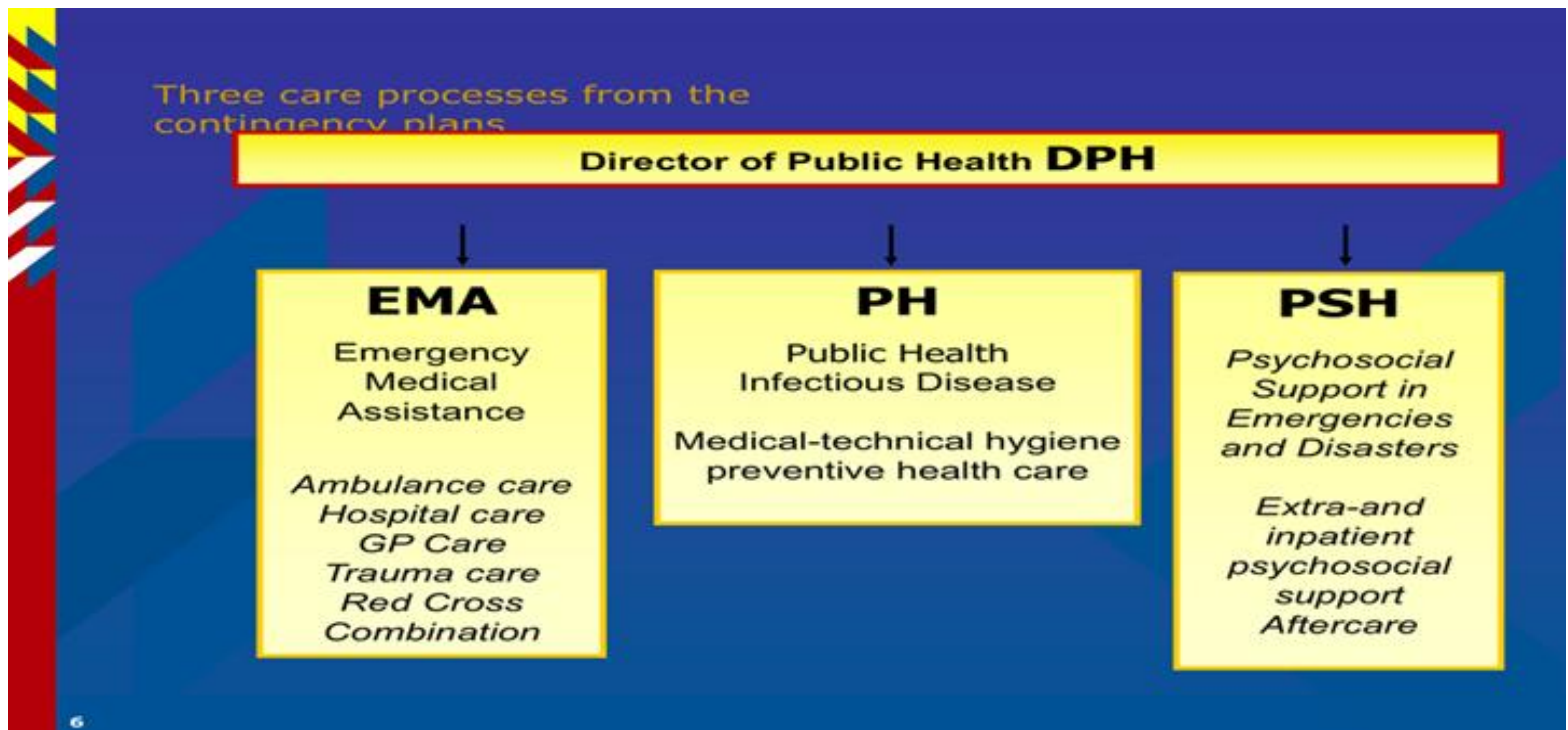 Three care processes from the
contingency plans
Director of Public Health DPH
EMA
Emergency
Medical
Assistance
Ambulance care
Hospital care
GP Care
Trauma care
Red Cross
Combination
PH
Public Health
Infectious Disease
Medical-technical hygiene
preventive health care
PSH
Psychosocial
Support in
Emergencies
and Disasters
Extra-and
inpatient
psychosocial
support
Aftercare
6